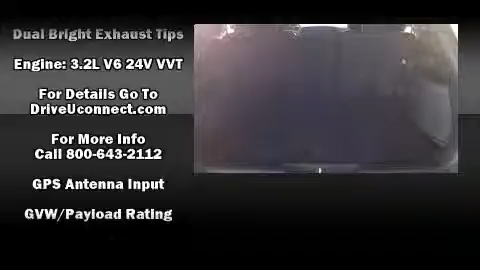 Dual Bright Exhaust Tips
Engine: 3.2L V6 24V VVT
For Details Go To
DriveUconnect.com
For More Info
Call 800-643-2112
GPS Antenna Input
GVW/Payload Rating